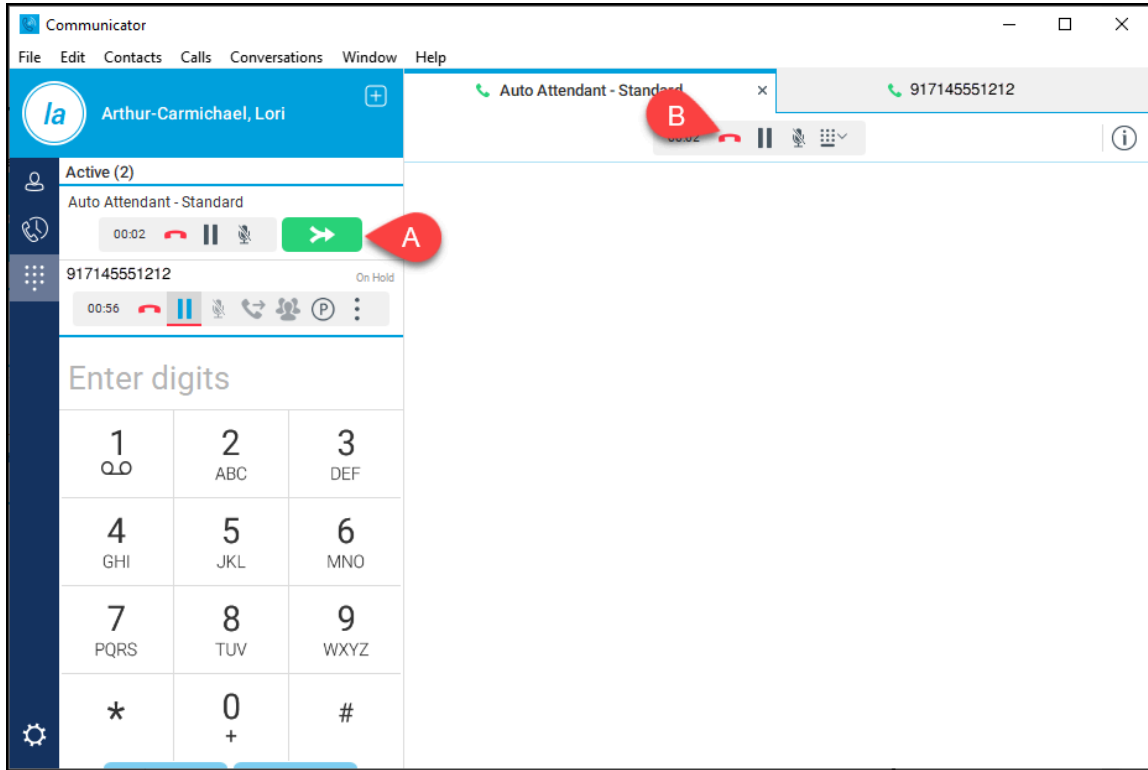 Communicator
File Edit Contacts Calls Conversations Window Help
la
Arthur-Carmichael, Lori
Auto Attendant - Standard
917145551212
B
00:02
Active (2)
Auto Attendant - Standard
00:02
A
917145551212
On Hold
00:56
P
Enter digits
1 2 3
ABC DEF
4 5 6
GHI JKL MNO
7 8 9
PQRS TUV WXYZ
* 0 #
+